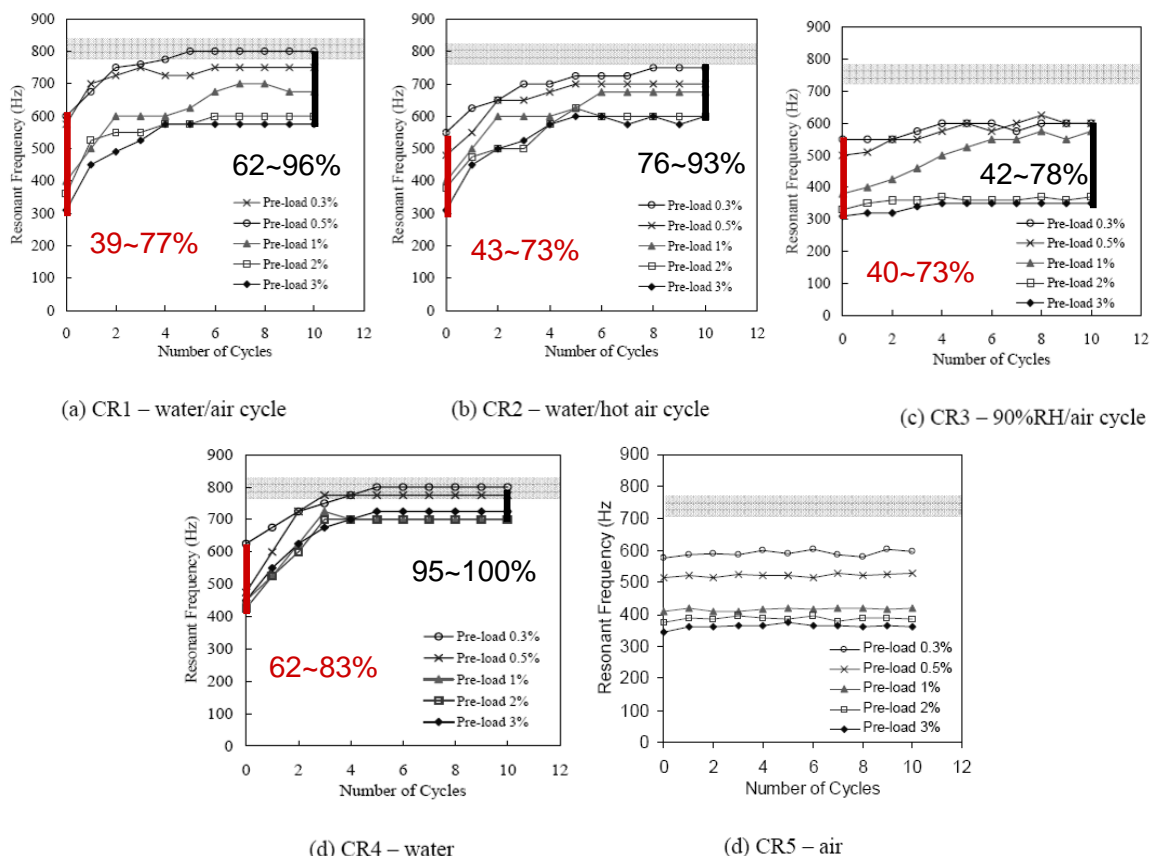 900
800
700
600
500
400
300
200
100
0
Resonant Frequency (Hz)
62~96%
39~77%
Pre-load 0.3%
Pre-load 0.5%
Pre-load 1%
Pre-load 2%
Pre-load 3%
0 2 4 6 8 10 12
Number of Cycles
(a) CR1 – water/air cycle
900
800
700
600
500
400
300
200
100
0
Resonant Frequency (Hz)
76~93%
43~73%
Pre-load 0.3%
Pre-load 0.5%
Pre-load 1%
Pre-load 2%
Pre-load 3%
0 2 4 6 8 10 12
Number of Cycles
(b) CR2 – water/hot air cycle
900
800
700
600
500
400
300
200
100
0
Resonant Frequency (Hz)
42~78%
40~73%
Pre-load 0.3%
Pre-load 0.5%
Pre-load 1%
Pre-load 2%
Pre-load 3%
0 2 4 6 8 10 12
Number of Cycles
(c) CR3 – 90%RH/air cycle
900
800
700
600
500
400
300
200
100
0
Resonant Frequency (Hz)
95~100%
62~83%
Pre-load 0.3%
Pre-load 0.5%
Pre-load 1%
Pre-load 2%
Pre-load 3%
0 2 4 6 8 10 12
Number of Cycles
(d) CR4 – water
900
800
700
600
500
400
300
200
100
0
Resonant Frequency (Hz
Pre-load 0.3%
Pre-load 0.5%
Pre-load 1%
Pre-load 2%
Pre-load 3%
0 2 4 6 8 10 12
Number of Cycles
(d) CR5 – air